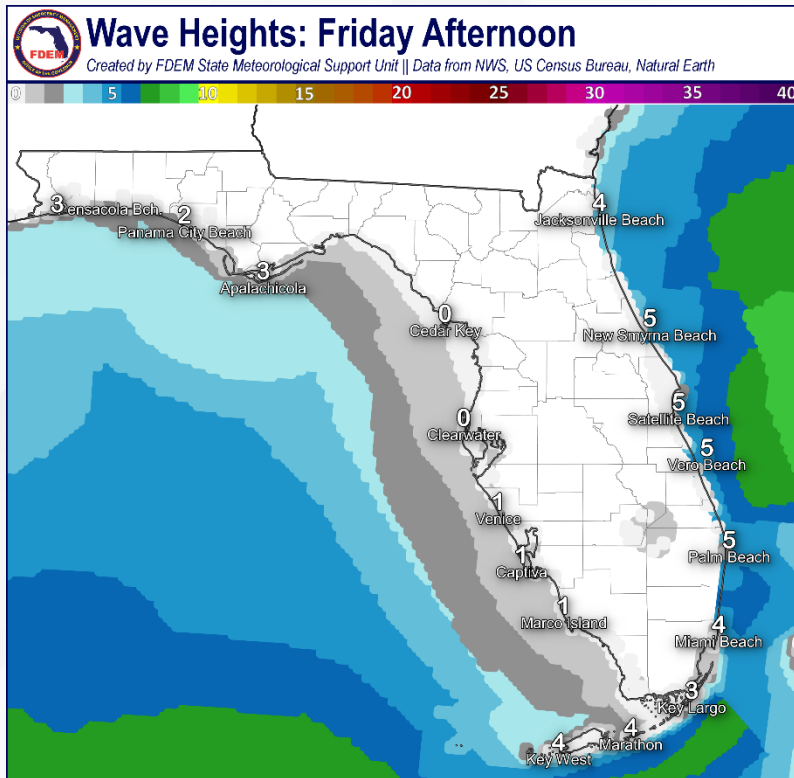 FDEM
Wave Heights: Friday Afternoon
Created by FDEM State Meteorological Support Unit || Data from NWS, US Census Bureau, Natural Earth
0 5 10 15 20 25 30 35 40
3
Pensacola Bch.
2
Panama City Beach
3
Apalachicola
4
Jacksonville Beach
0
Cedar Key
5
New Smyrna Beach
0
Clearwater
5
Satellite Beach
5
Vero Beach
1
Venice
1
Captiva
5
Palm Beach
1
Marco Island
4
Miami Beach
3
Key Largo
4
Marathon
4
Key West